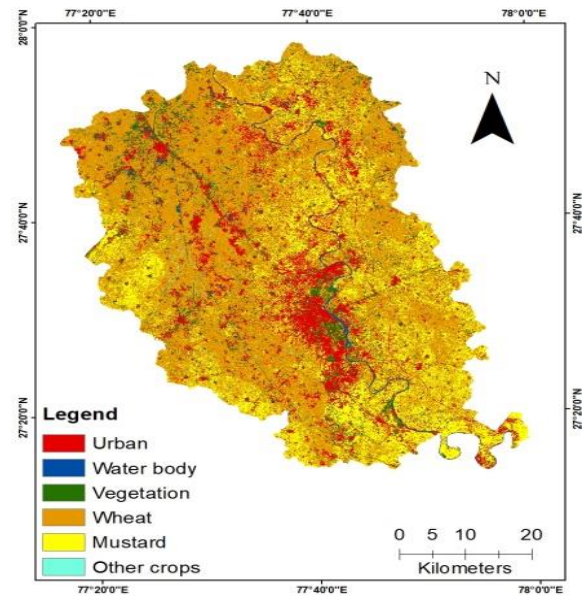 77°20'0"E 77°40'0"E 78°0'0"E
28°0'0"N
N
27°40'0"N 27°40'0"N
27°20'0"N 27°20'0"N
Legend
Urban
Water body
Vegetation
Wheat
Mustard
Other crops
0 5 10 20
Kilometers
77°20'0"E 77°40'0"E 78°0'0"E